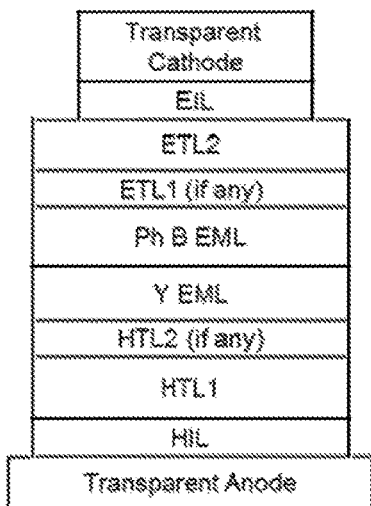 Transparent
Cathode
EIL
ETL2
ETL1 (if any)
Ph B EML
Y EML
HTL2 (if any)
HTL1
HIL
Transparent Anode